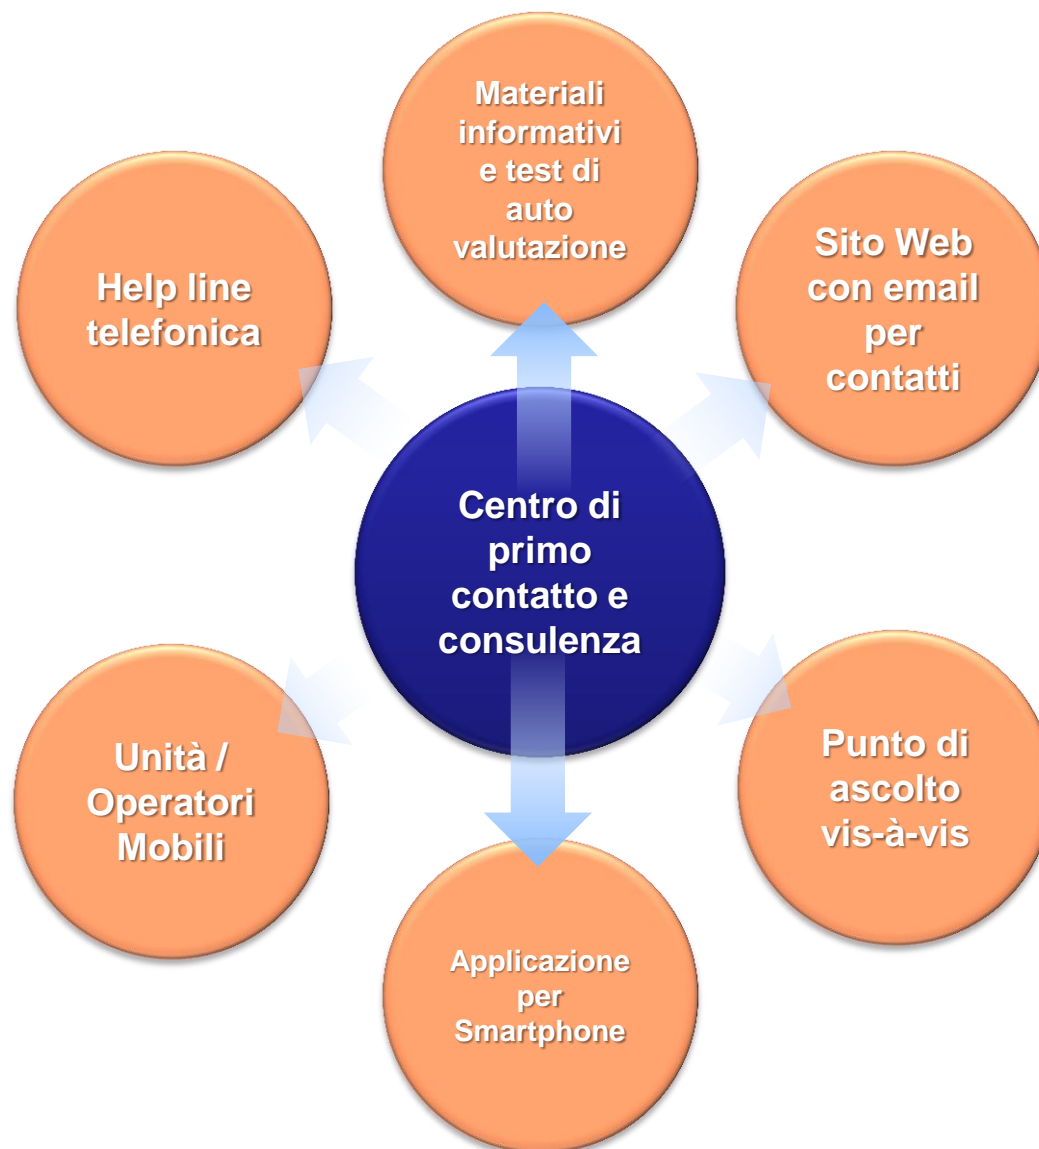 Materiali
informativi
e test di
auto
valutazione
Help line
telefonica
Sito Web
con email
per
contatti
Centro di
primo
contatto e
consulenza
Unità /
Operatori
Mobili
Punto di
ascolto
vis-à-vis
Applicazione
per
Smartphone